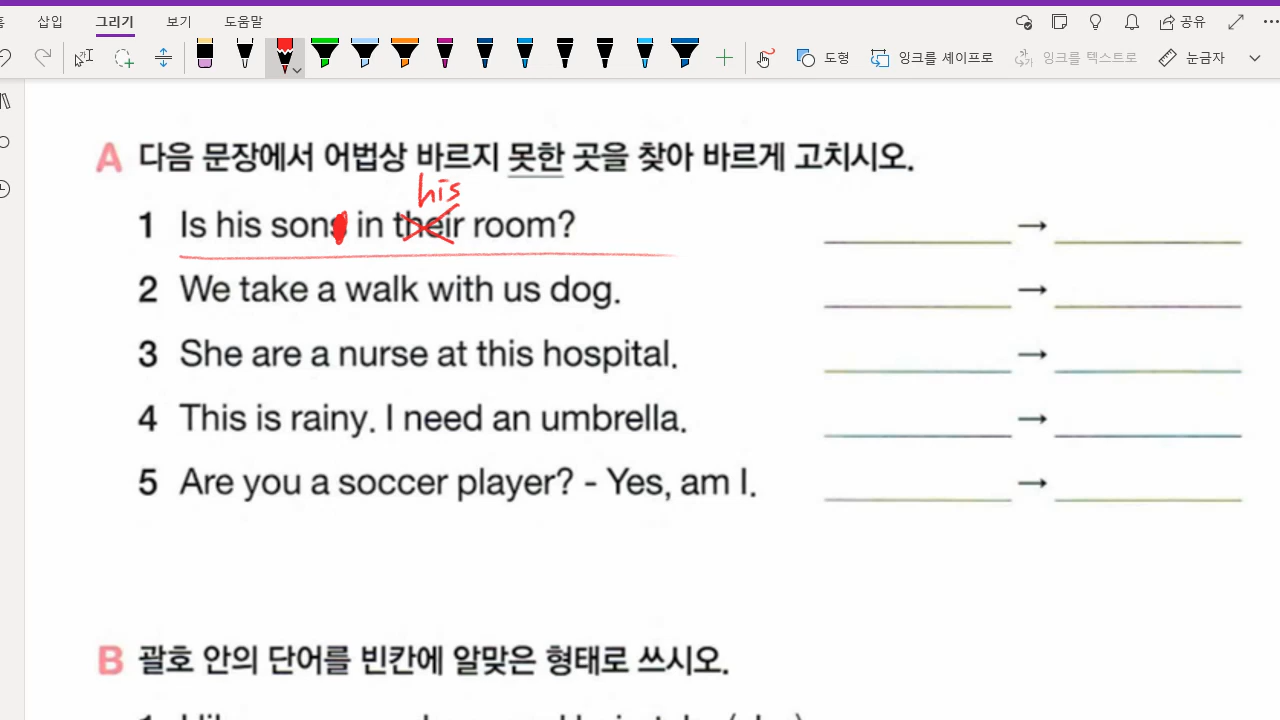 삽입 그리기 보기 도움말 공유
잉크를 셰이프로 도형 잉크를 텍스트로 눈금자
A 다음 문장에서 어법상 바르지 못한 곳을 찾아 바르게 고치시오.
his
1 Is his sons in their room? →
2 We take a walk with us dog. →
3 She are a nurse at this hospital. →
4 This is rainy. I need an umbrella. →
5 Are you a soccer player? - Yes, am I. →
B 괄호 안의 단어를 빈칸에 알맞은 형태로 쓰시오.